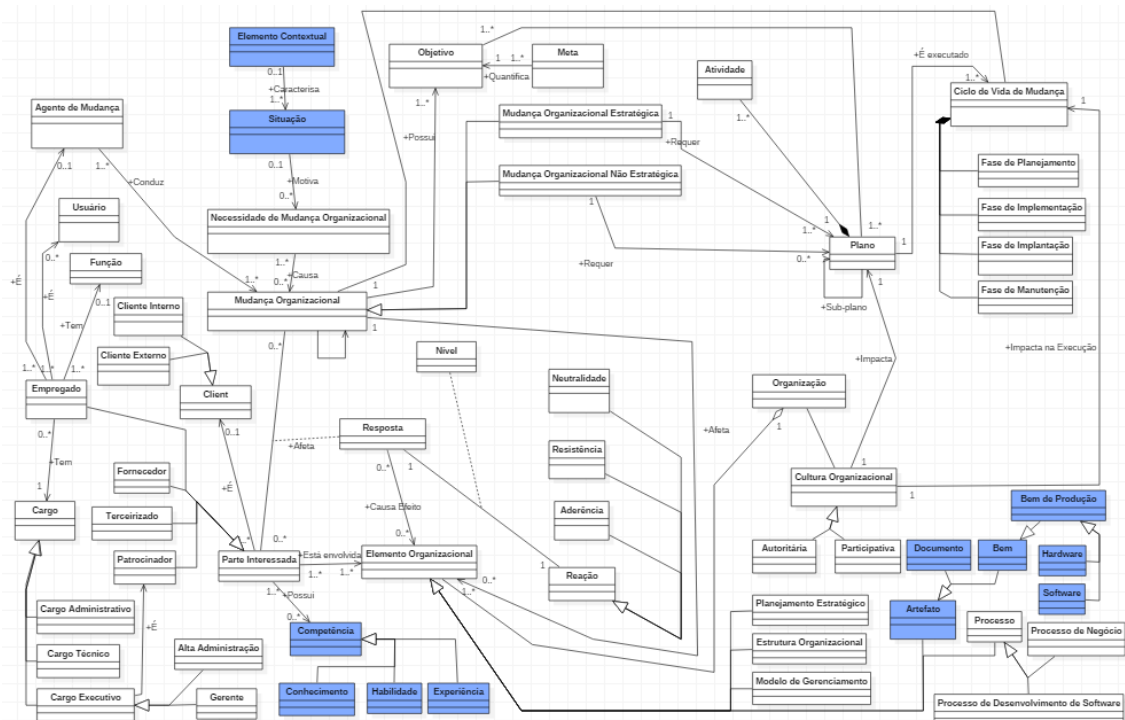 Elemento Contextual
0..1
+Caracterisa
1..*
Situação
0..1
+Motiva
0..*
Necessidade de Mudança Organizacional
1..*
+Causa
0..*
1..*
Mudança Organizacional
1
1
0..*
Agente de Mudança
0..1
1..*
+Conduz
Usuário
0..*
Função
0..1
+É
+É
+Tem
Cliente Interno
Cliente Externo
Client
0..1
1..*
1..*
1..*
Empregado
0..*
+Tem
1
Cargo
Fornecedor
Terceirizado
Patrocinador
+É
Cargo Administrativo
Cargo Técnico
Cargo Executivo
Alta Administração
Gerente
+É
Parte Interessada
0..*
+Afeta
+Está envolvida
1..*
1..*
1..*
+Possui
0..*
Competência
Conhecimento
Habilidade
Experiência
Objetivo
1..*
1
1..*
+Quantifica
Meta
1..*
+Possui
Mudança Organizacional Estratégica
1
+Requer
1..*
Mudança Organizacional Não Estratégica
1
+Requer
0..*
Atividade
1..*
1
1..*
Plano
1
+Sub-plano
+É executado
1..*
Ciclo de Vida de Mudança
1
Fase de Planejamento
Fase de Implementação
Fase de Implantação
Fase de Manutenção
+Impacta na Execução
1
+Impacta
Nível
Resposta
0..*
1
+Causa Efeito
0..*
Elemento Organizacional
0..*
1..*
Neutralidade
Resistência
Aderência
1
Reação
+Afeta
Organização
1
1
Cultura Organizacional
1
Autoritária
Participativa
Bem de Produção
Documento
Bem
Hardware
Software
Artefato
Planejamento Estratégico
Estrutura Organizacional
Modelo de Gerenciamento
Processo
Processo de Negócio
Processo de Desenvolvimento de Software